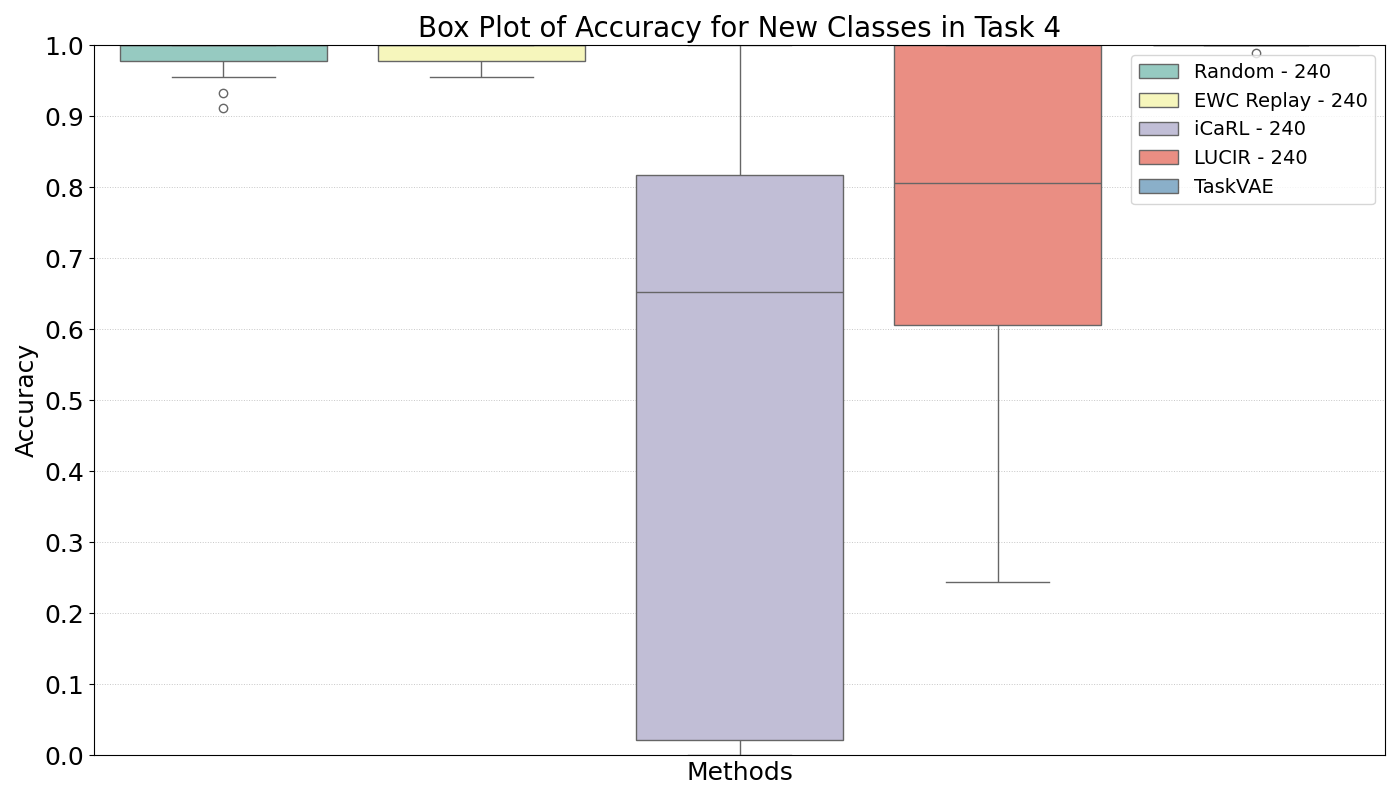 Box Plot of Accuracy for New Classes in Task 4
1.0
0.9
0.8
0.7
0.6
0.5
0.4
0.3
0.2
0.1
0.0
Accuracy
Methods
Random - 240
EWC Replay - 240
iCaRL - 240
LUCIR - 240
TaskVAE